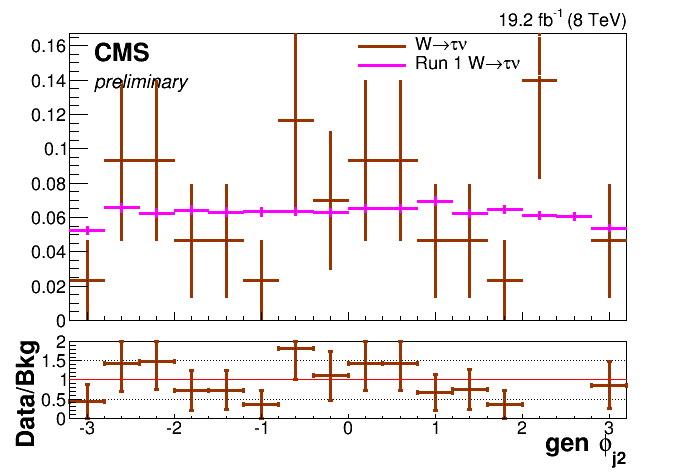 19.2 fb⁻¹ (8 TeV)
CMS
preliminary
W→τν
Run 1 W→τν
0.16
0.14
0.12
0.1
0.08
0.06
0.04
0.02
0
Data/Bkg
2
1.5
1
0.5
0
-3 -2 -1 0 1 2 3
gen ϕj2